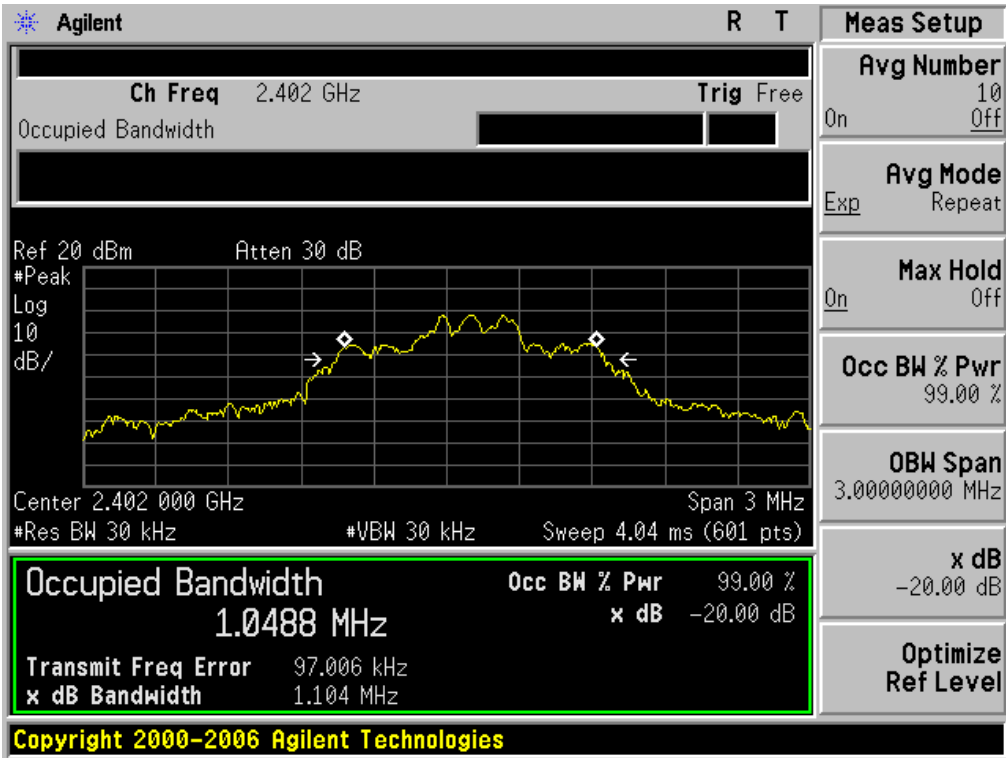 Agilent R T Meas Setup
Ch Freq 2.402 GHz Trig Free
Occupied Bandwidth
Avg Number
10
On Off
Avg Mode
Exp Repeat
Max Hold
On Off
Occ BW % Pwr
99.00 %
OBW Span
3.00000000 MHz
x dB
-20.00 dB
Optimize
Ref Level
Ref 20 dBm Atten 30 dB
#Peak
Log
10
dB/
Center 2.402 000 GHz Span 3 MHz
#Res BW 30 kHz #VBW 30 kHz Sweep 4.04 ms (601 pts)
Occupied Bandwidth Occ BW % Pwr 99.00 %
1.0488 MHz x dB -20.00 dB
Transmit Freq Error 97.006 kHz
x dB Bandwidth 1.104 MHz
Copyright 2000-2006 Agilent Technologies